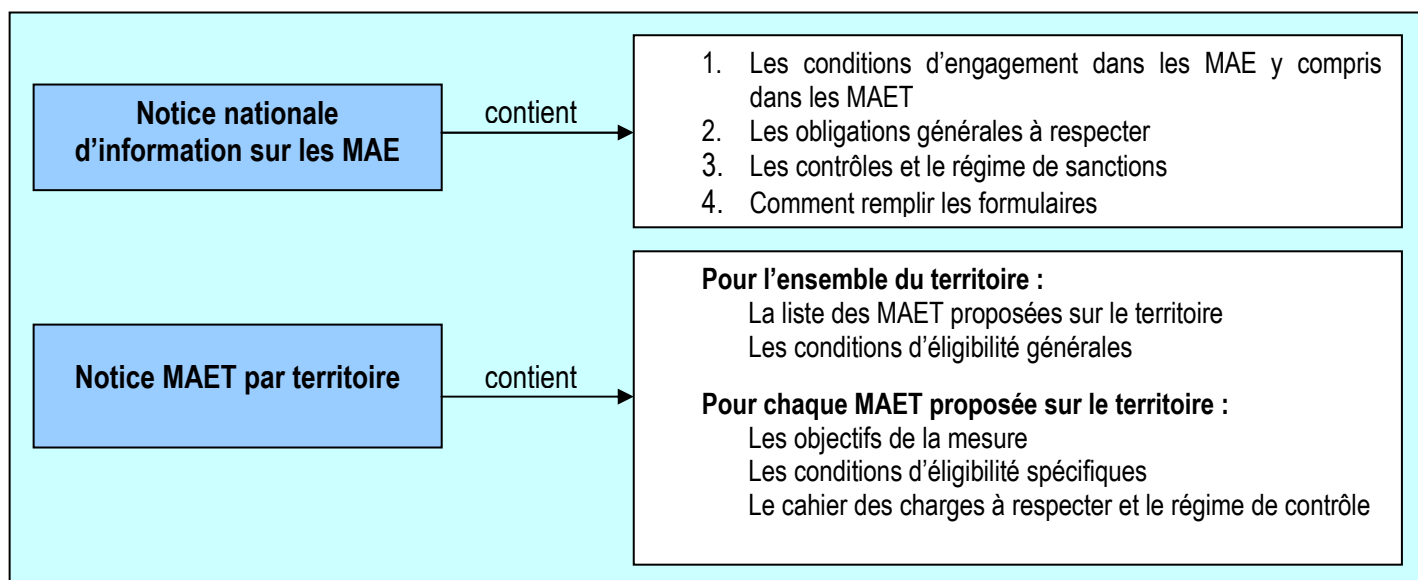 Notice nationale
d’information sur les MAE
contient
1. Les conditions d’engagement dans les MAE y compris
dans les MAET
2. Les obligations générales à respecter
3. Les contrôles et le régime de sanctions
4. Comment remplir les formulaires
Notice MAET par territoire
contient
Pour l’ensemble du territoire :
La liste des MAET proposées sur le territoire
Les conditions d’éligibilité générales
Pour chaque MAET proposée sur le territoire :
Les objectifs de la mesure
Les conditions d’éligibilité spécifiques
Le cahier des charges à respecter et le régime de contrôle